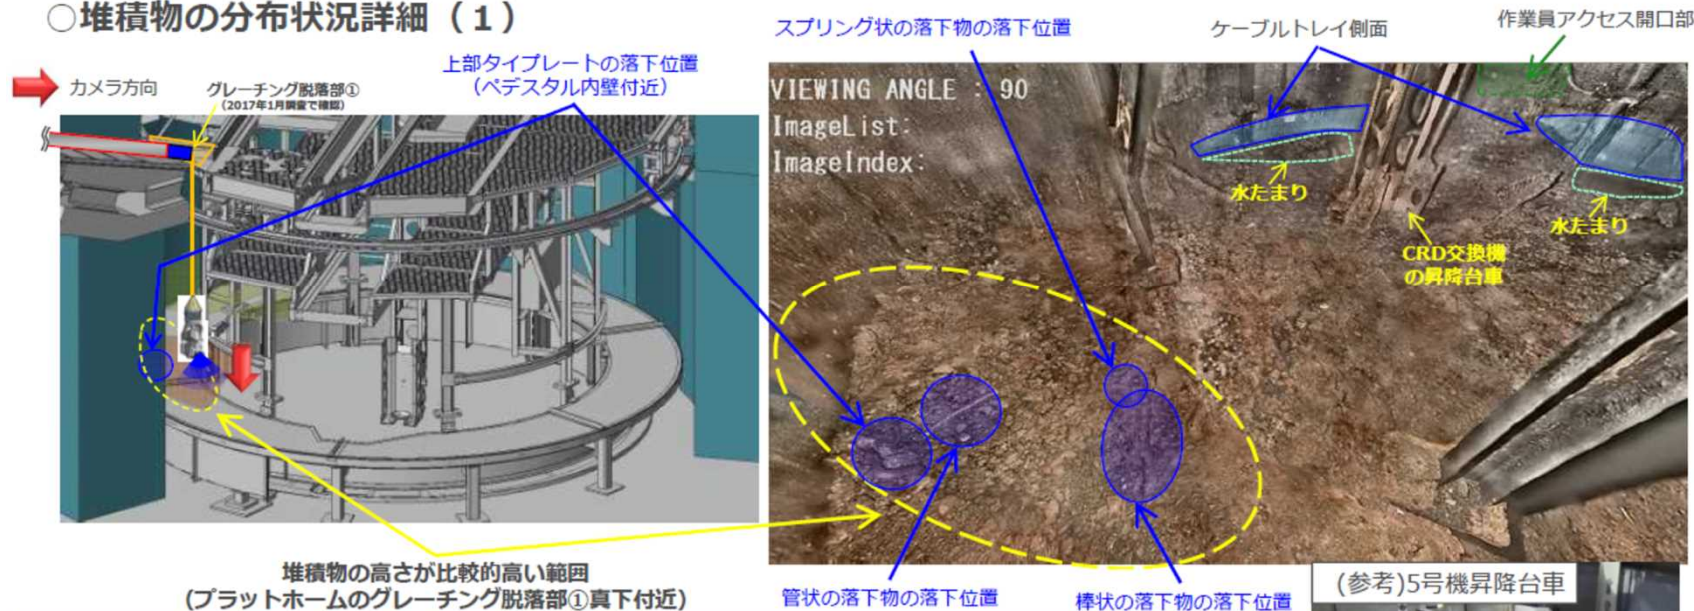 ○堆積物の分布状況詳細（１）
スプリング状の落下物の落下位置
ケーブルトレイ側面
作業員アクセス開口部
カメラ方向
グレーチング脱落部①
(2017年1月調査で確認)
上部タイプレートの落下位置
（ペデスタル内壁付近）
VIEWING ANGLE : 90
ImageList:
ImageIndex:
水たまり
水たまり
CRD交換機
の昇降台車
堆積物の高さが比較的高い範囲
(プラットホームのグレーチング脱落部①真下付近)
管状の落下物の落下位置
棒状の落下物の落下位置
(参考)5号機昇降台車